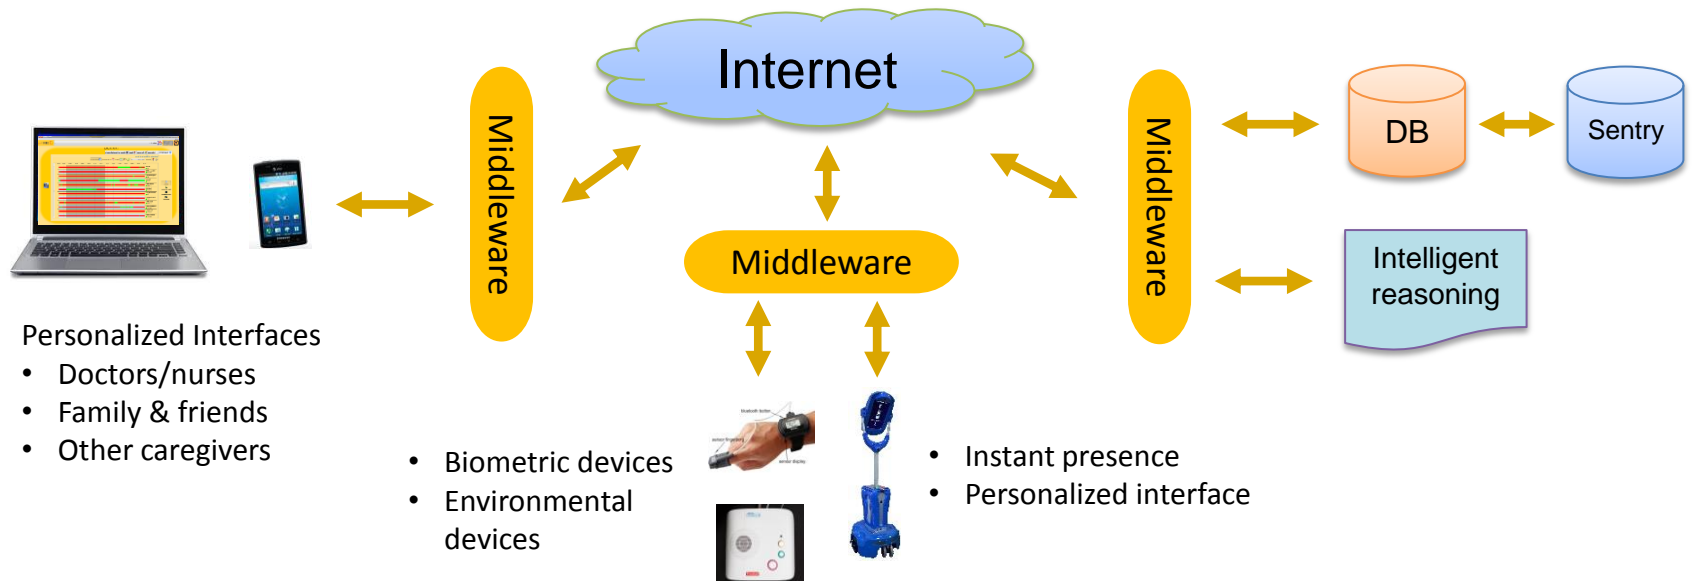 Internet
Middleware
Middleware
Middleware
DB
Sentry
Intelligent
reasoning
Personalized Interfaces
• Doctors/nurses
• Family & friends
• Other caregivers
• Biometric devices
• Environmental
devices
• Instant presence
• Personalized interface